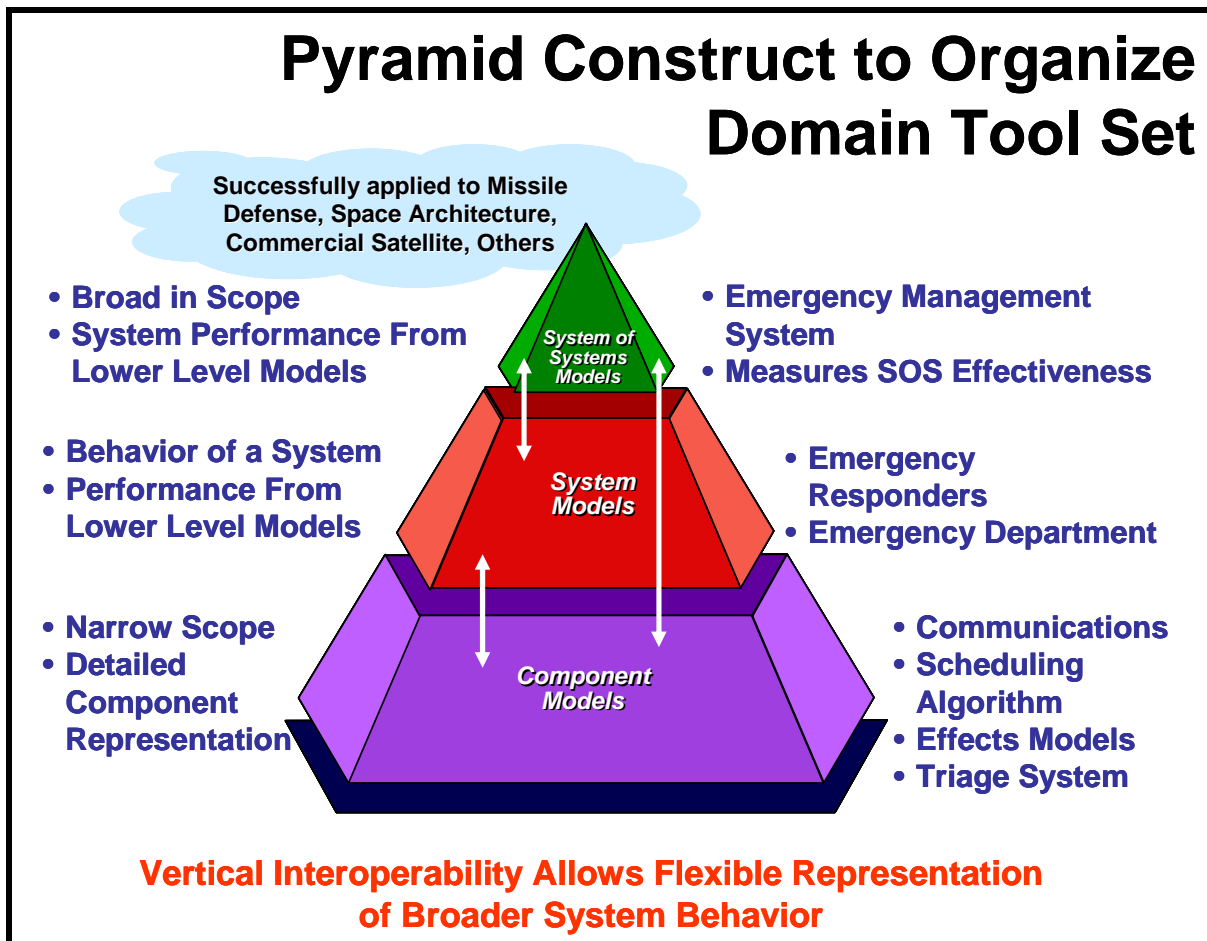 Pyramid Construct to Organize
Domain Tool Set
Successfully applied to Missile
Defense, Space Architecture,
Commercial Satellite, Others
• Broad in Scope
• System Performance From
Lower Level Models
• Emergency Management
System
• Measures SOS Effectiveness
System of
Systems
Models
• Behavior of a System
• Performance From
Lower Level Models
• Emergency
Responders
• Emergency Department
System
Models
• Narrow Scope
• Detailed
Component
Representation
• Communications
• Scheduling
Algorithm
• Effects Models
• Triage System
Component
Models
Vertical Interoperability Allows Flexible Representation
of Broader System Behavior